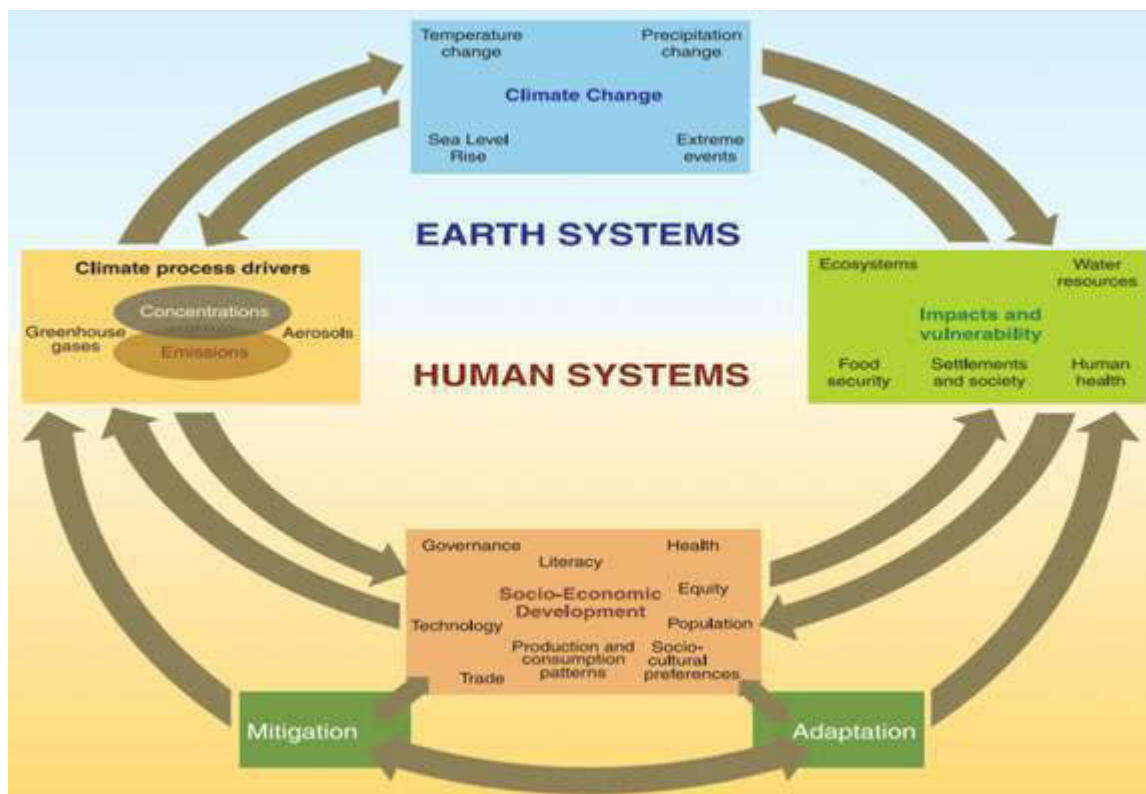 Temperature
change
Precipitation
change
Climate Change
Sea Level
Rise
Extreme
events
EARTH SYSTEMS
Climate process drivers
Concentrations
Greenhouse
gases
Aerosols
Emissions
Ecosystems
Water
resources
Impacts and
vulnerability
Food
security
Settlements
and society
Human
health
HUMAN SYSTEMS
Governance
Literacy
Health
Socio-Economic
Development
Equity
Technology
Population
Production and
consumption
patterns
Socio-
cultural
preferences
Trade
Mitigation
Adaptation